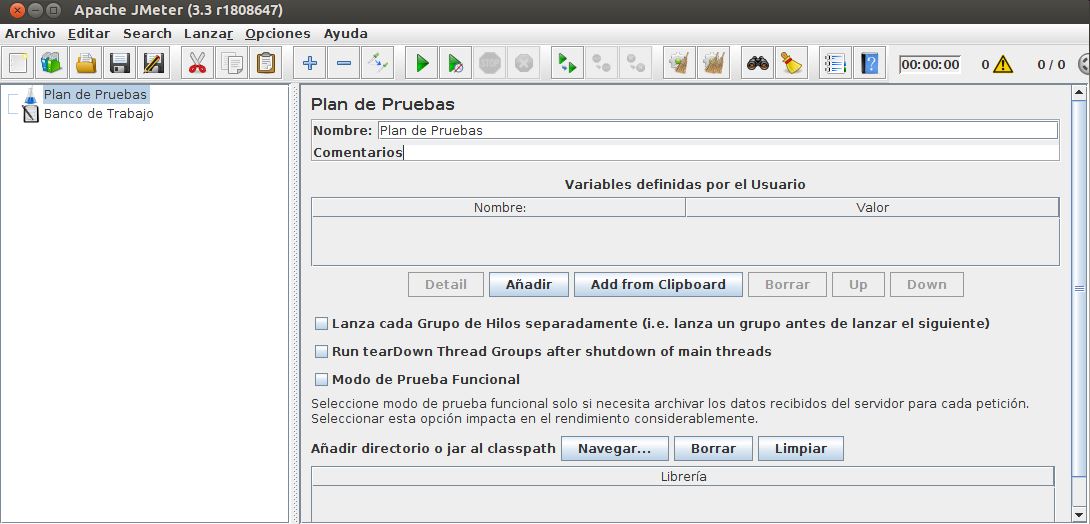 Apache JMeter (3.3 r1808647)
Archivo Editar Search Lanzar Opciones Ayuda
STOP 00:00:00 0 0 / 0
Plan de Pruebas
Banco de Trabajo
Plan de Pruebas
Nombre: Plan de Pruebas
Comentarios
Variables definidas por el Usuario
Nombre: Valor
Detail Añadir Add from Clipboard Borrar Up Down
Lanza cada Grupo de Hilos separadamente (i.e. lanza un grupo antes de lanzar el siguiente)
Run tearDown Thread Groups after shutdown of main threads
Modo de Prueba Funcional
Seleccione modo de prueba funcional solo si necesita archivar los datos recibidos del servidor para cada petición.
Seleccionar esta opción impacta en el rendimiento considerablemente.
Añadir directorio o jar al classpath Navegar... Borrar Limpiar
Librería